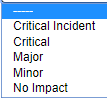 ------
Critical Incident
Critical
Major
Minor
No Impact